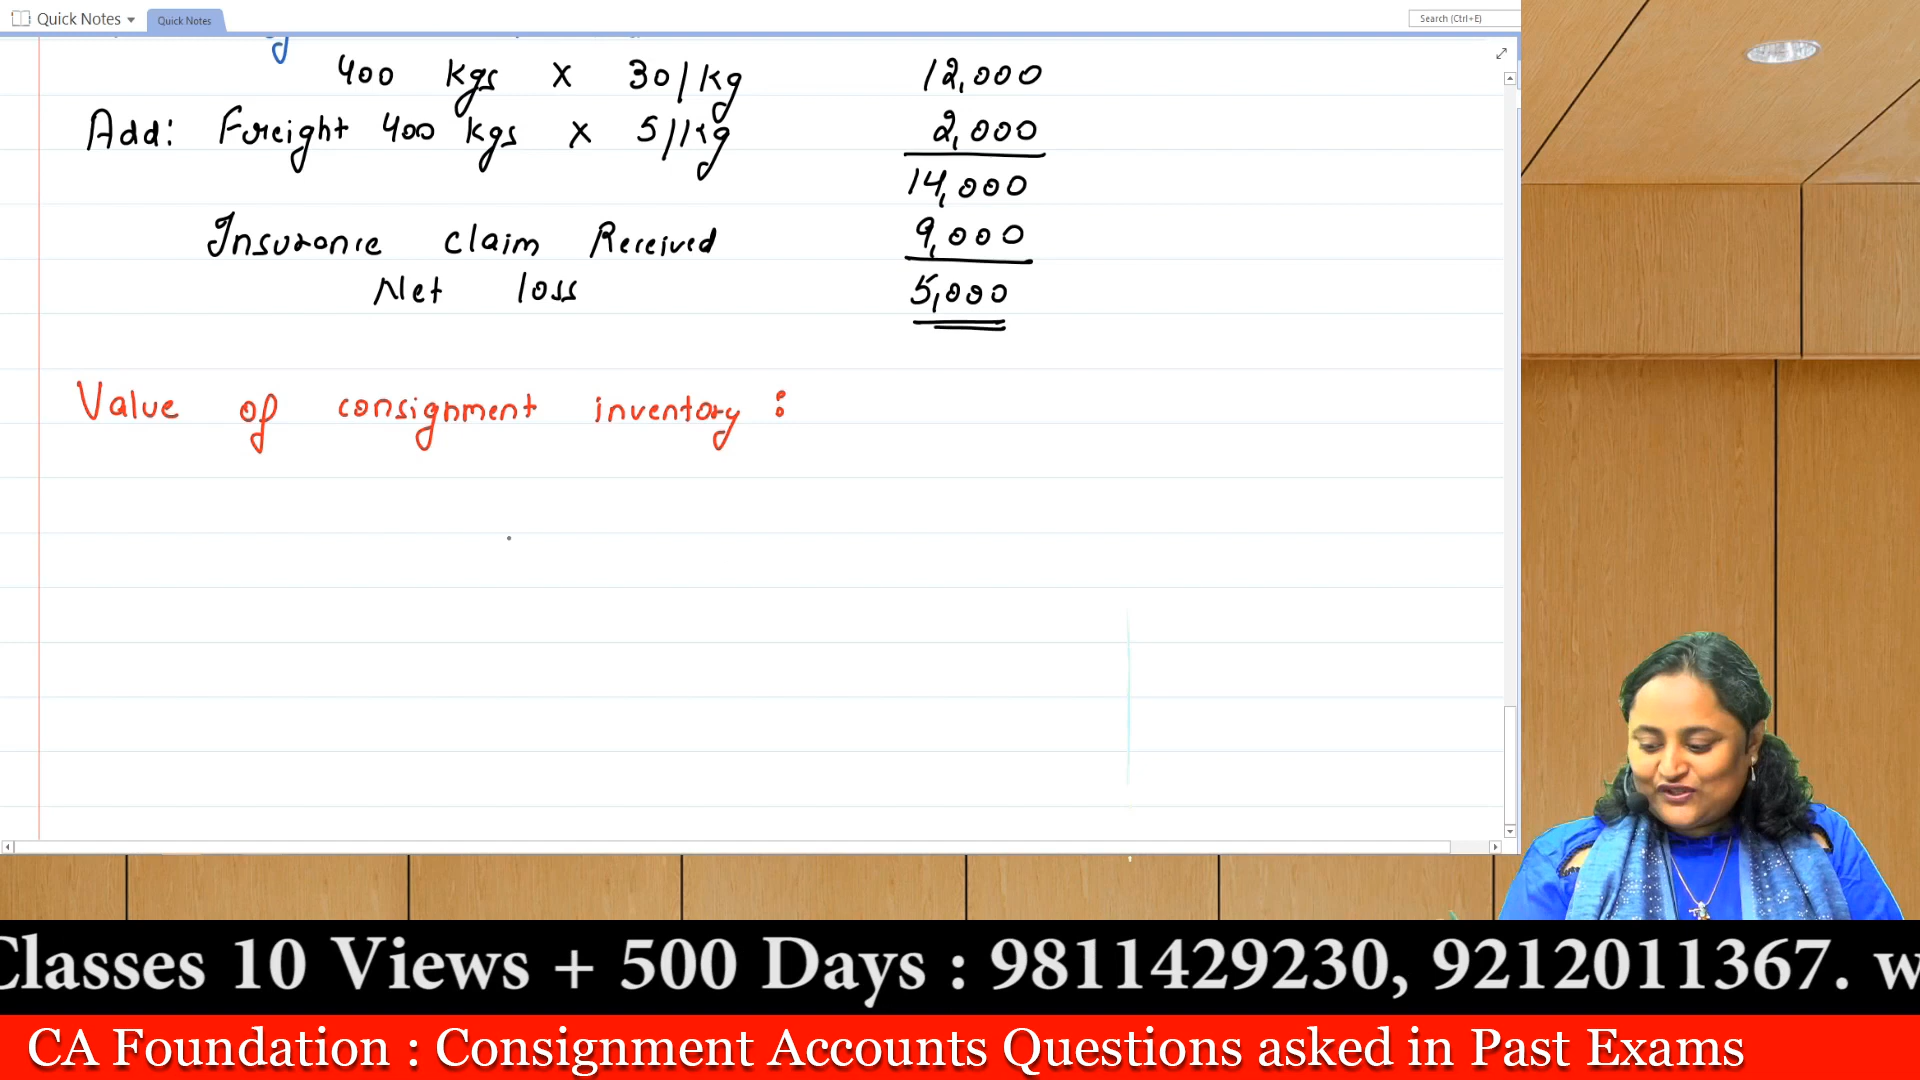 Quick Notes
Quick Notes
Search (Ctrl+E)
400 kgs x 30/kg 12,000
Add: Freight 400 kgs x 5/kg 2,000
14,000
Insurance claim Received 9,000
Net loss 5,000
Value of consignment inventory :
Classes 10 Views + 500 Days : 9811429230, 9212011367. w
CA Foundation : Consignment Accounts Questions asked in Past Exams